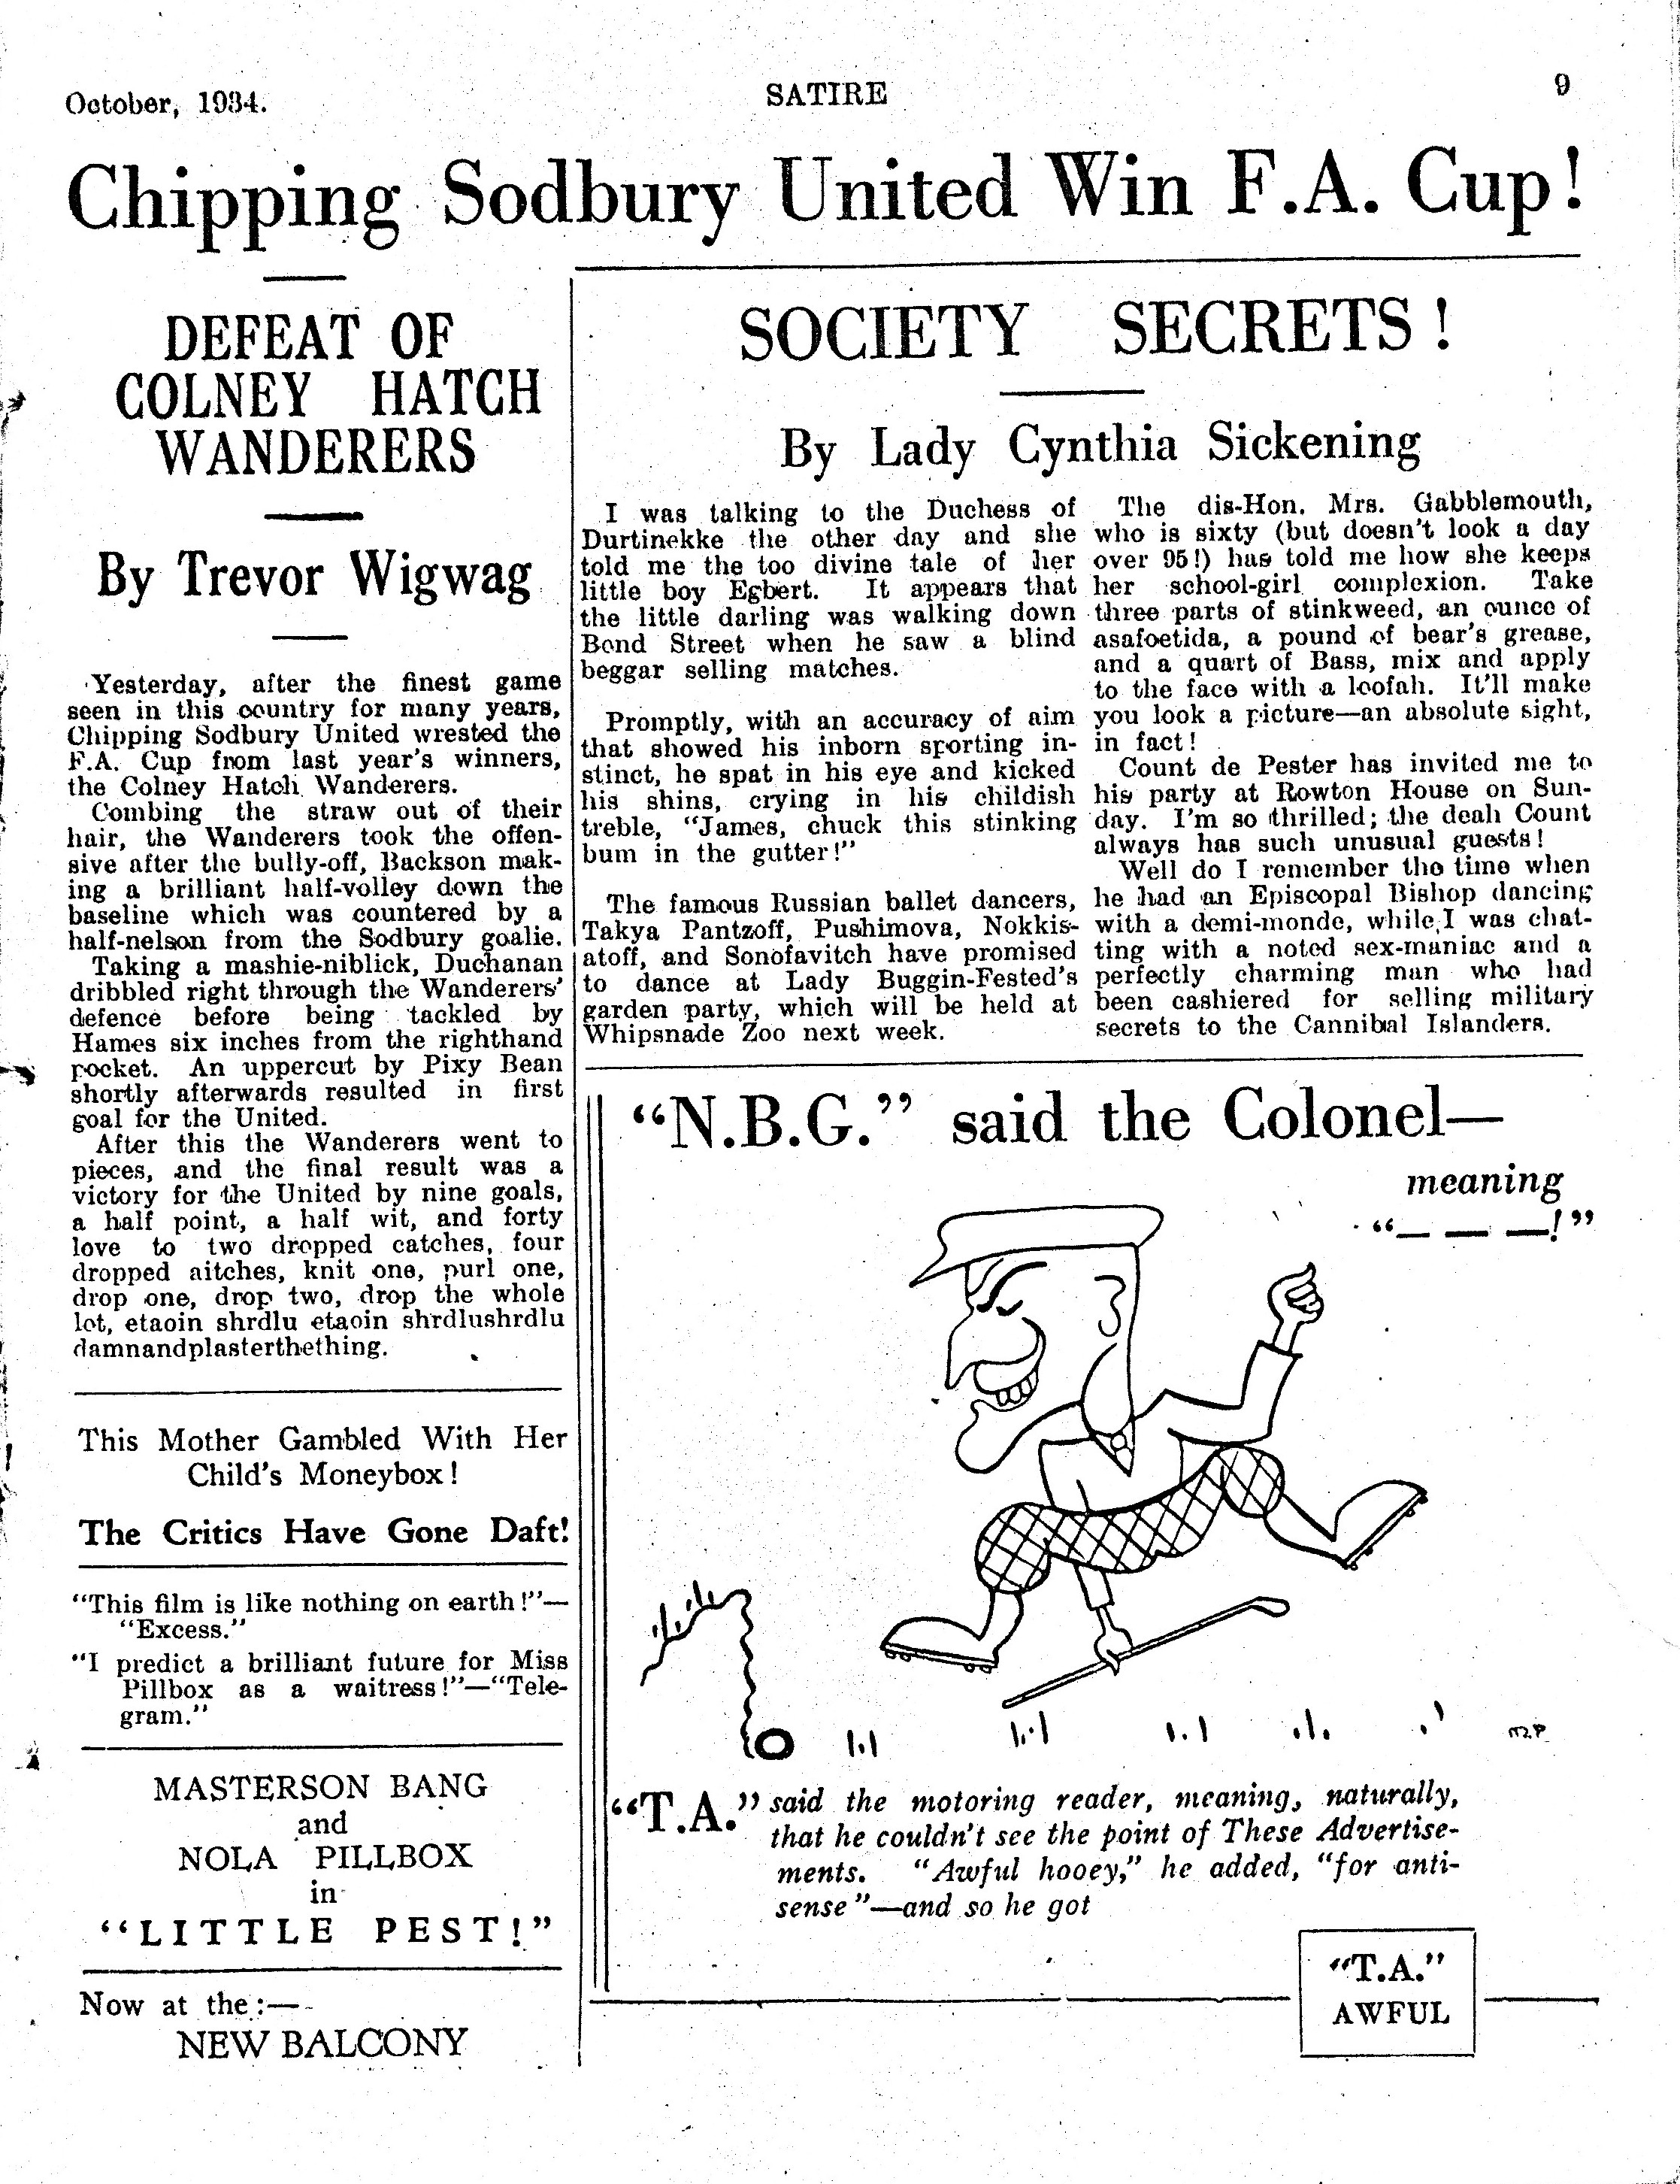 October, 1934.
SATIRE
9
Chipping Sodbury United Win F.A. Cup!
DEFEAT OF
COLNEY HATCH
WANDERERS
By Trevor Wigwag
Yesterday, after the finest game
seen in this country for many years,
Chipping Sodbury United wrested the
F.A. Cup from last year's winners,
the Colney Hatch Wanderers.
Combing the straw out of their
hair, the Wanderers took the offen-
sive after the bully-off, Backson mak-
ing a brilliant half-volley down the
baseline which was countered by a
half-nelson from the Sodbury goalie.
Taking a mashie-niblick, Duchanan
dribbled right through the Wanderers'
defence before being tackled by
Hames six inches from the righthand
pocket. An uppercut by Pixy Bean
shortly afterwards resulted in first
goal for the United.
After this the Wanderers went to
pieces, and the final result was a
victory for the United by nine goals,
a half point, a half wit, and forty
love to two dropped catches, four
dropped aitches, knit one, purl one,
drop one, drop two, drop the whole
lot, etaoin shrdlu etaoin shrdlushrdlu
damnandplasterthething.
This Mother Gambled With Her
Child's Moneybox!
The Critics Have Gone Daft!
"This film is like nothing on earth!"—
"Excess."
"I predict a brilliant future for Miss
Pillbox as a waitress!"—"Tele-
gram."
MASTERSON BANG
and
NOLA PILLBOX
in
"LITTLE PEST!"
Now at the:—
NEW BALCONY
SOCIETY SECRETS!
By Lady Cynthia Sickening
I was talking to the Duchess of
Durtinekke the other day and she
told me the too divine tale of her
little boy Egbert. It appears that
the little darling was walking down
Bond Street when he saw a blind
beggar selling matches.
Promptly, with an accuracy of aim
that showed his inborn sporting in-
stinct, he spat in his eye and kicked
his shins, crying in his childish
treble, "James, chuck this stinking
bum in the gutter!"
The famous Russian ballet dancers,
Takya Pantzoff, Pushimova, Nokkis-
atoff, and Sonofavitch have promised
to dance at Lady Buggin-Fested's
garden party, which will be held at
Whipsnade Zoo next week.
The dis-Hon. Mrs. Gabblemouth,
who is sixty (but doesn't look a day
over 95!) has told me how she keeps
her school-girl complexion. Take
three parts of stinkweed, an ounce of
asafoetida, a pound of bear's grease,
and a quart of Bass, mix and apply
to the face with a loofah. It'll make
you look a picture—an absolute sight,
in fact!
Count de Pester has invited me to
his party at Rowton House on Sun-
day. I'm so thrilled; the deah Count
always has such unusual guests!
Well do I remember the time when
he had an Episcopal Bishop dancing
with a demi-monde, while I was chat-
ting with a noted sex-maniac and a
perfectly charming man who had
been cashiered for selling military
secrets to the Cannibal Islanders.
"N.B.G." said the Colonel—
meaning
"— — —!"
"T.A." said the motoring reader, meaning, naturally,
that he couldn't see the point of These Advertise-
ments. "Awful hooey," he added, "for anti-
sense"—and so he got
"T.A."
AWFUL